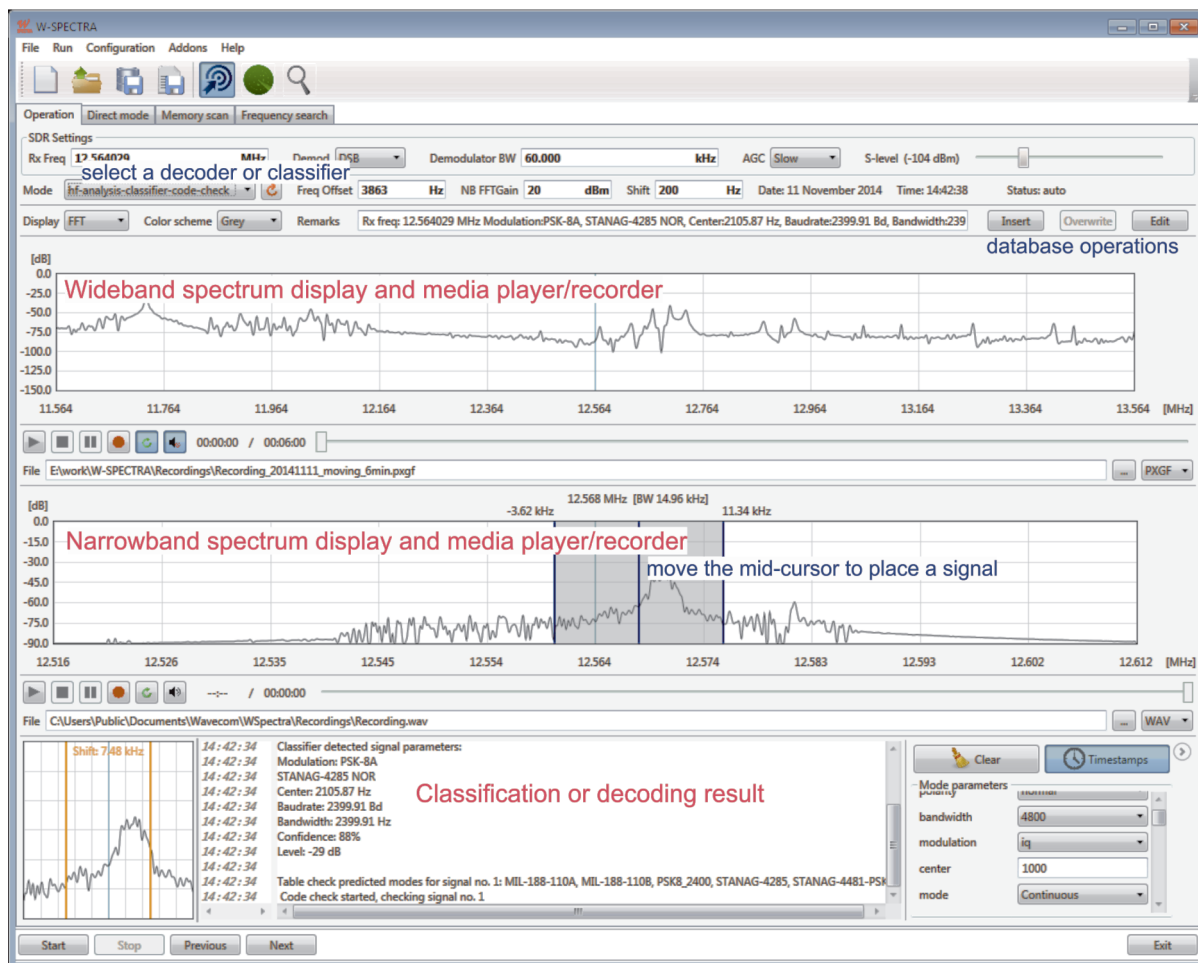 W-SPECTRA
File Run Configuration Addons Help
Operation Direct mode Memory scan Frequency search
SDR Settings
Rx Freq 12.564029 MHz Demod DSB Demodulator BW 60.000 kHz AGC Slow S-level (-104 dBm)
select a decoder or classifier
Mode hf-analysis-classifier-code-check Freq Offset 3863 Hz NB FFTGain 20 dBm Shift 200 Hz Date: 11 November 2014 Time: 14:42:38 Status: auto
Display FFT Color scheme Grey Remarks Rx freq: 12.564029 MHz Modulation:PSK-8A, STANAG-4285 NOR, Center:2105.87 Hz, Baudrate:2399.91 Bd, Bandwidth:239 Insert Overwrite Edit
database operations
[dB]
0.0
Wideband spectrum display and media player/recorder
-25.0
-50.0
-75.0
-100.0
-125.0
-150.0
11.564 11.764 11.964 12.164 12.364 12.564 12.764 12.964 13.164 13.364 13.564 [MHz]
00:00:00 / 00:06:00
File E:\work\W-SPECTRA\Recordings\Recording_20141111_moving_6min.pxgf ... PXGF
12.568 MHz [BW 14.96 kHz]
[dB] -3.62 kHz 11.34 kHz
0.0
-15.0
Narrowband spectrum display and media player/recorder
-30.0
move the mid-cursor to place a signal
-45.0
-60.0
-75.0
-90.0
12.516 12.526 12.535 12.545 12.554 12.564 12.574 12.583 12.593 12.602 12.612 [MHz]
--:-- / 00:00:00
File C:\Users\Public\Documents\Wavecom\WSpectra\Recordings\Recording.wav ... WAV
Shift: 7.48 kHz
14:42:34 Classifier detected signal parameters:
14:42:34 Modulation: PSK-8A
14:42:34 STANAG-4285 NOR
14:42:34 Center: 2105.87 Hz
14:42:34 Baudrate: 2399.91 Bd
14:42:34 Bandwidth: 2399.91 Hz
14:42:34 Confidence: 88%
14:42:34 Level: -29 dB
14:42:34
14:42:34 Table check predicted modes for signal no. 1: MIL-188-110A, MIL-188-110B, PSK8_2400, STANAG-4285, STANAG-4481-PSK
14:42:34 Code check started, checking signal no. 1
Classification or decoding result
Clear Timestamps
Mode parameters
polarity normal
bandwidth 4800
modulation iq
center 1000
mode Continuous
Start Stop Previous Next Exit